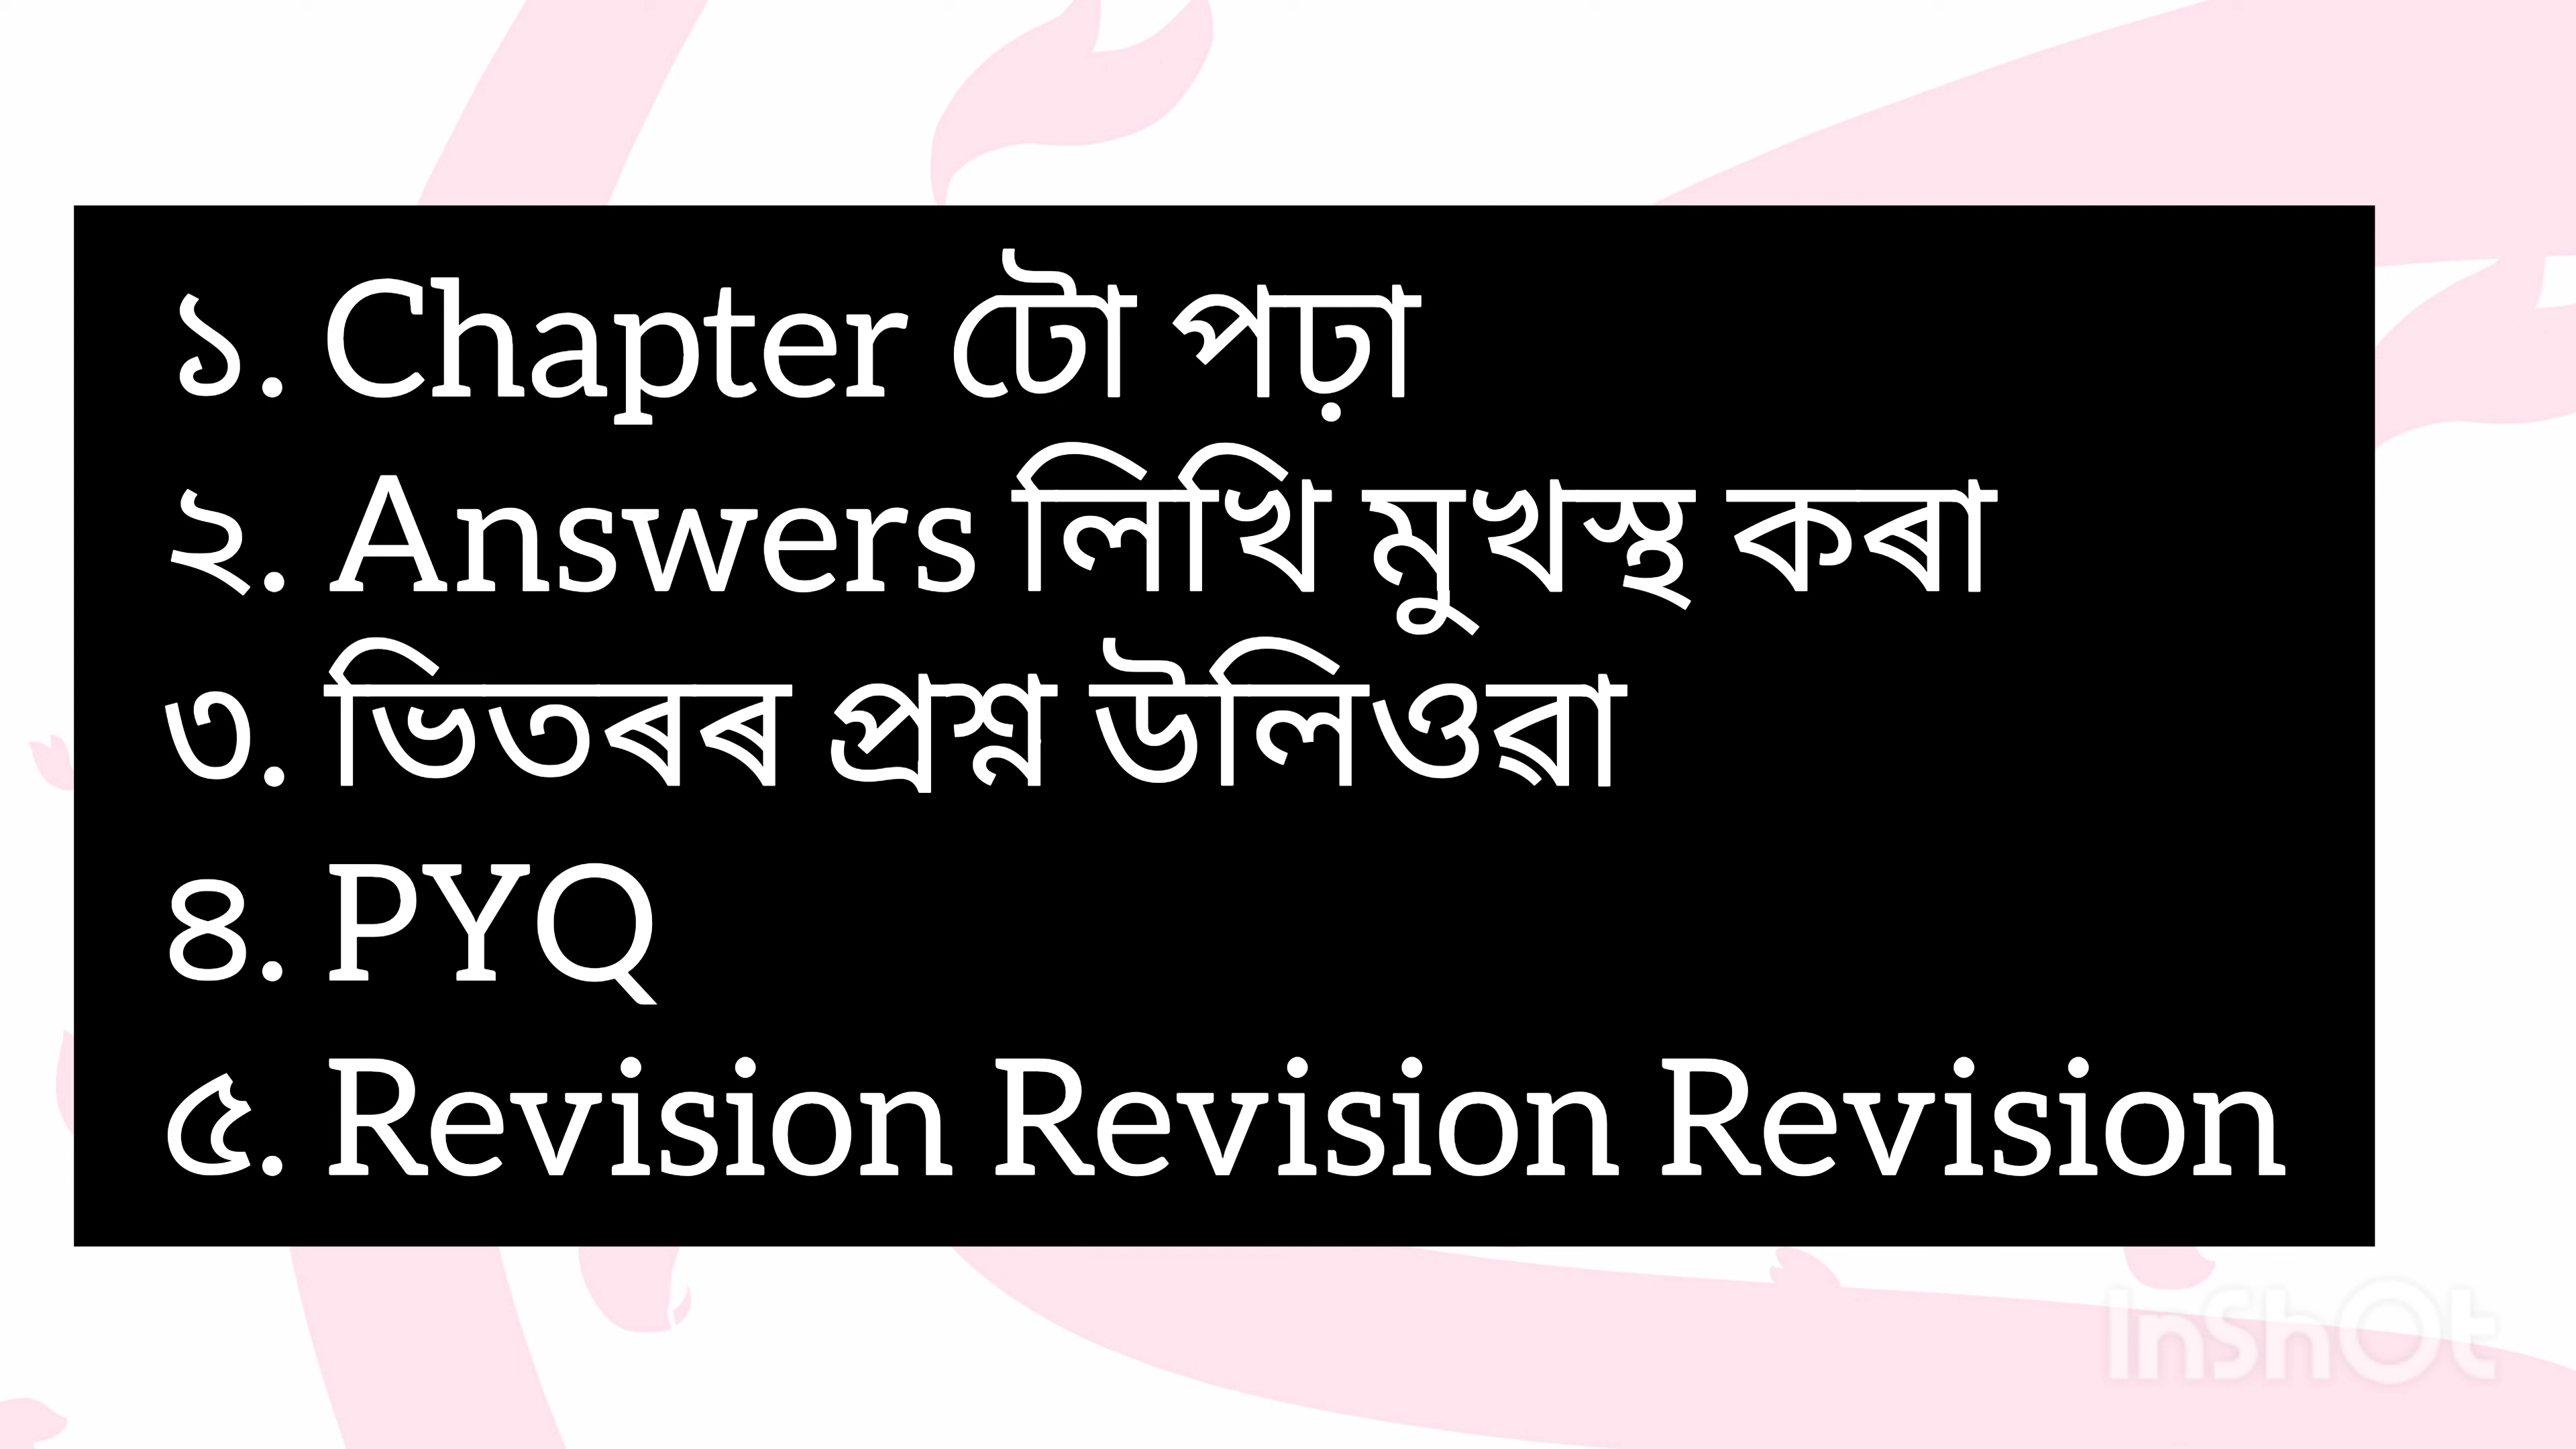 ১. Chapter টো পঢ়া
২. Answers লিখি মুখস্থ কৰা
৩. ভিতৰৰ প্ৰশ্ন উলিওৱা
৪. PYQ
৫. Revision Revision Revision
InShOt